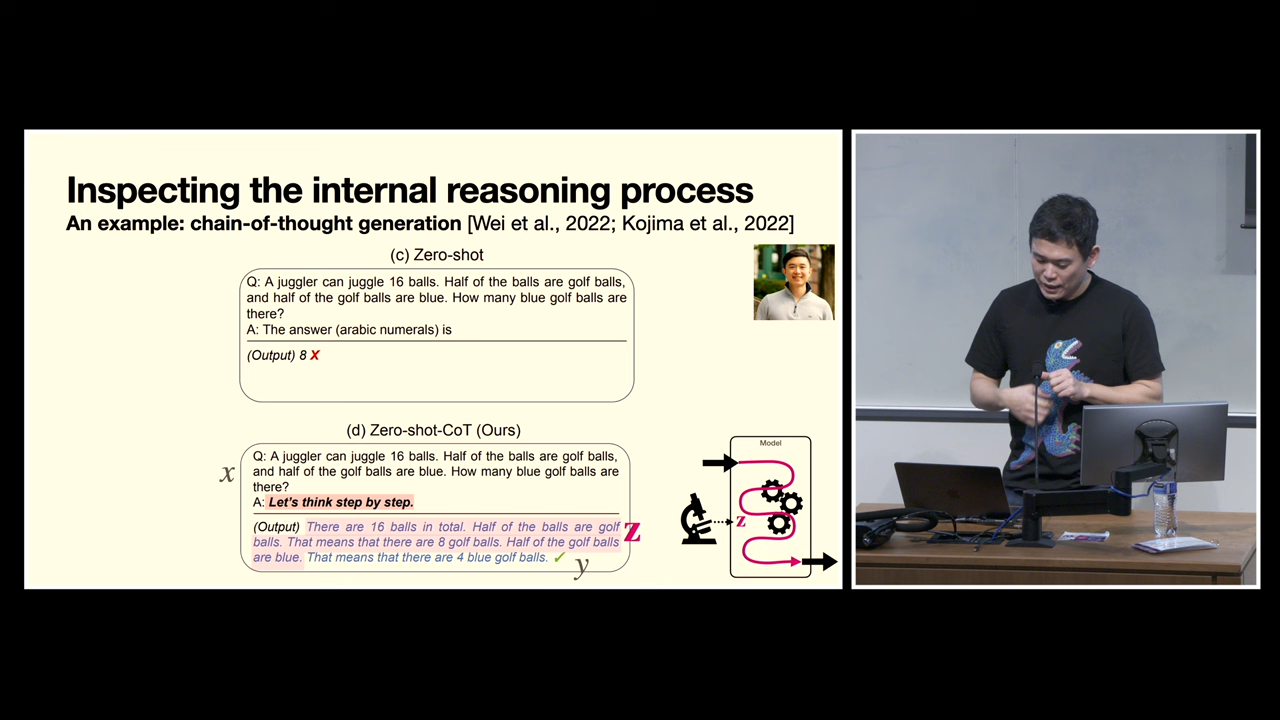 Inspecting the internal reasoning process
An example: chain-of-thought generation [Wei et al., 2022; Kojima et al., 2022]
(c) Zero-shot
Q: A juggler can juggle 16 balls. Half of the balls are golf balls,
and half of the golf balls are blue. How many blue golf balls are
there?
A: The answer (arabic numerals) is
(Output) 8 X
(d) Zero-shot-CoT (Ours)
x
Q: A juggler can juggle 16 balls. Half of the balls are golf balls,
and half of the golf balls are blue. How many blue golf balls are
there?
A: Let's think step by step.
(Output) There are 16 balls in total. Half of the balls are golf
balls. That means that there are 8 golf balls. Half of the golf balls
are blue. That means that there are 4 blue golf balls. ✓
z
y
Model
z